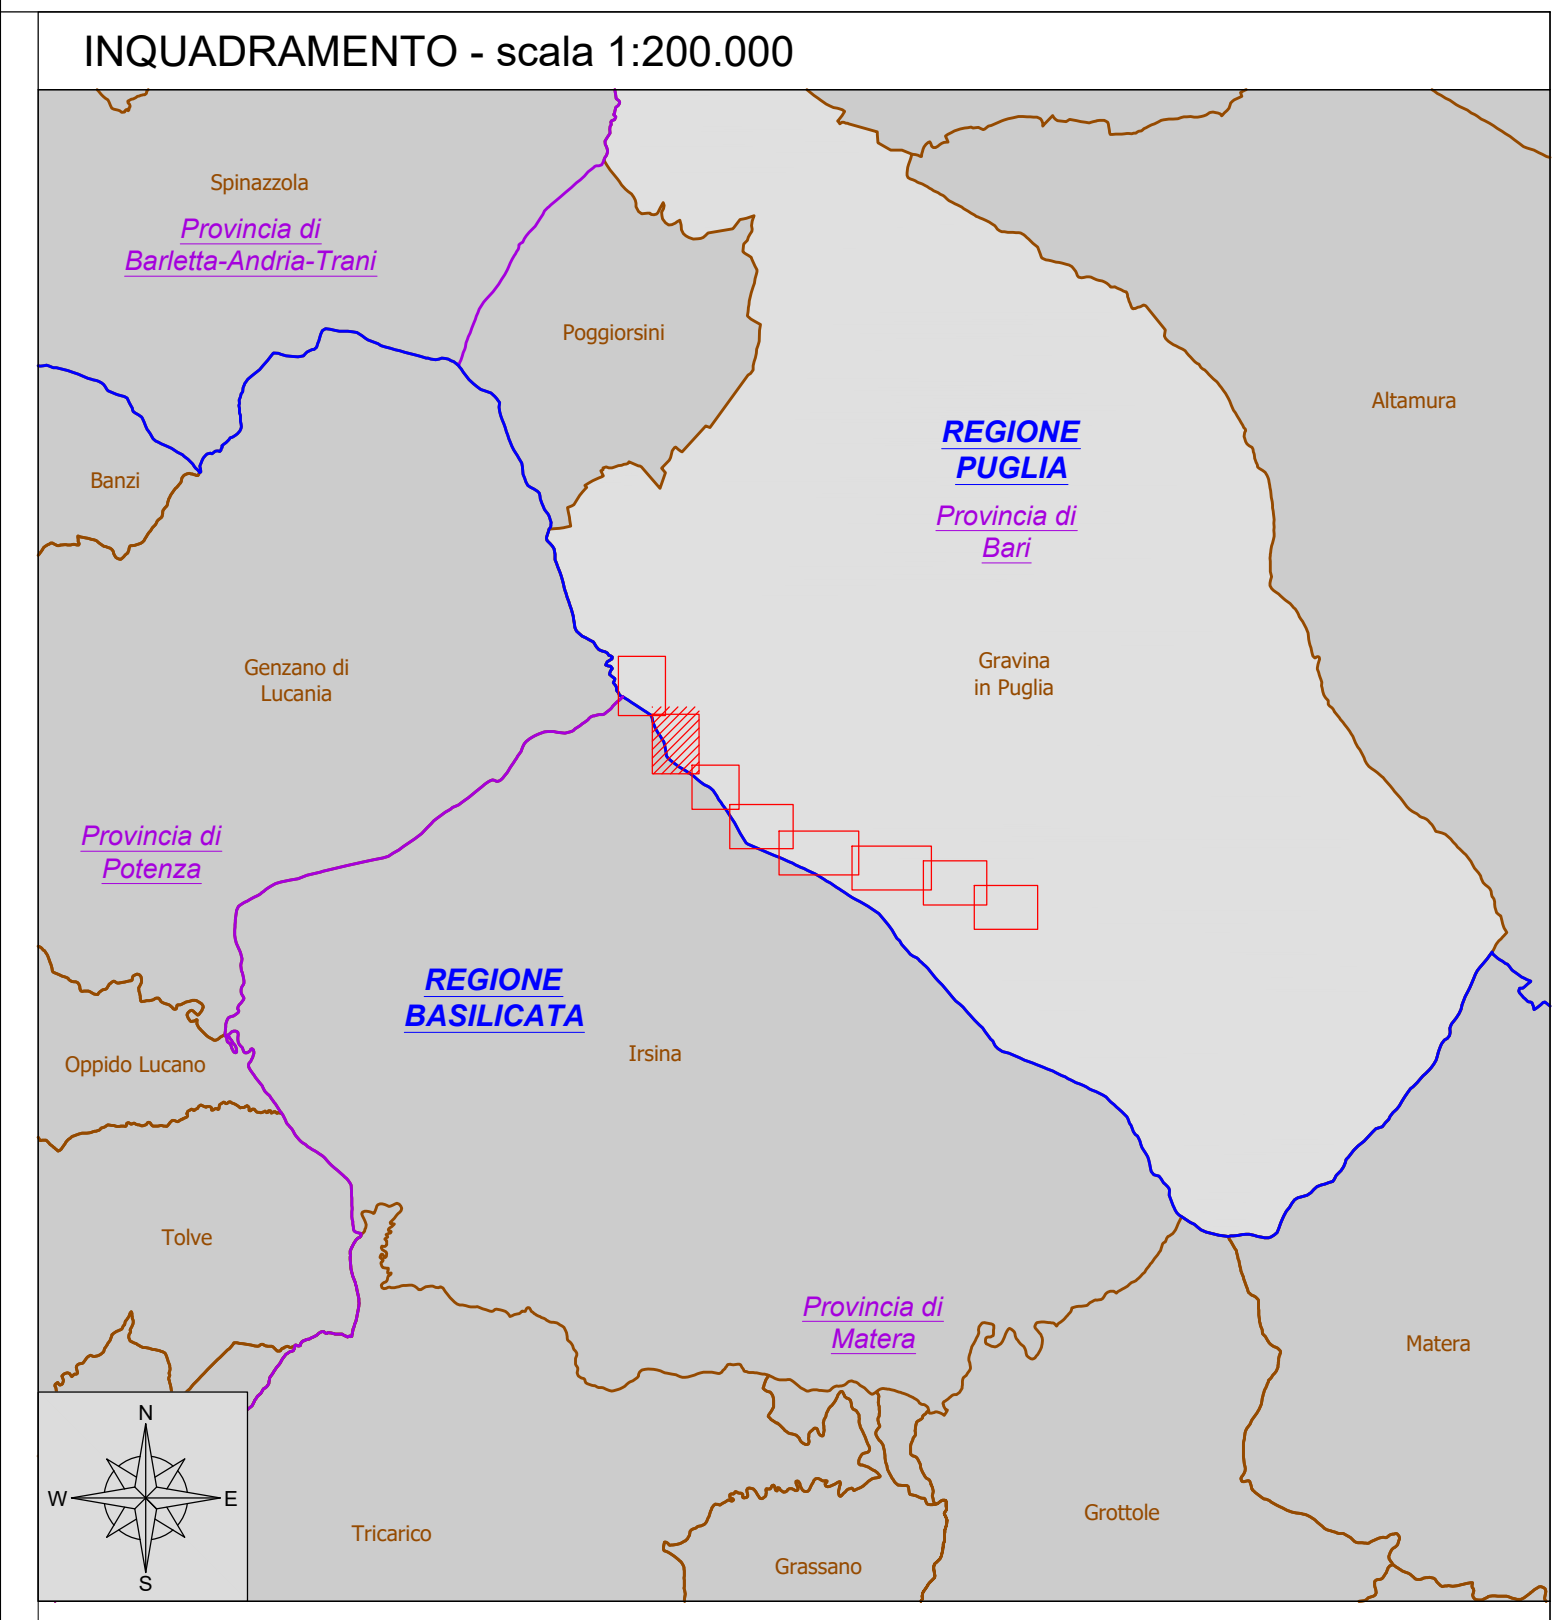 INQUADRAMENTO - scala 1:200.000
Spinazzola
Provincia di
Barletta-Andria-Trani
Poggiorsini
Altamura
REGIONE
PUGLIA
Banzi
Provincia di
Bari
Genzano di
Lucania
Gravina
in Puglia
Provincia di
Potenza
REGIONE
BASILICATA
Irsina
Oppido Lucano
Tolve
Provincia di
Matera
Matera
N
W
E
S
Tricarico
Grottole
Grassano